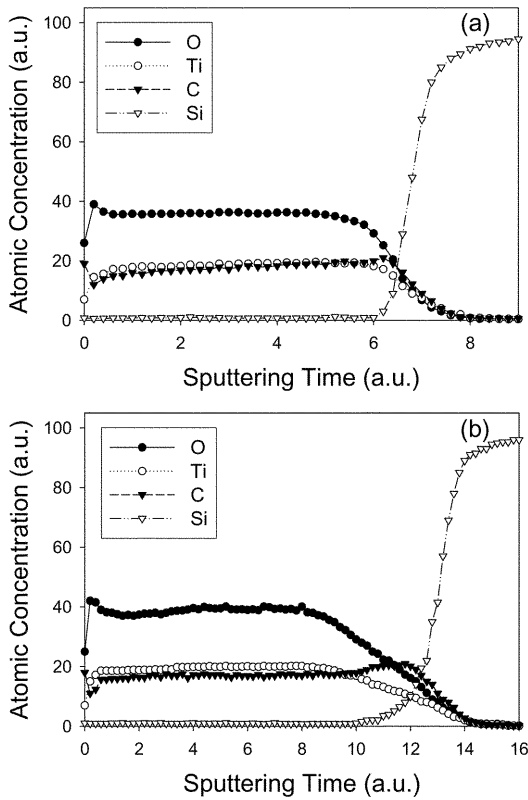 (a)
O
Ti
C
Si
100
80
60
40
20
0
Atomic Concentration (a.u.)
0 2 4 6 8
Sputtering Time (a.u.)
(b)
O
Ti
C
Si
100
80
60
40
20
0
Atomic Concentration (a.u.)
0 2 4 6 8 10 12 14 16
Sputtering Time (a.u.)